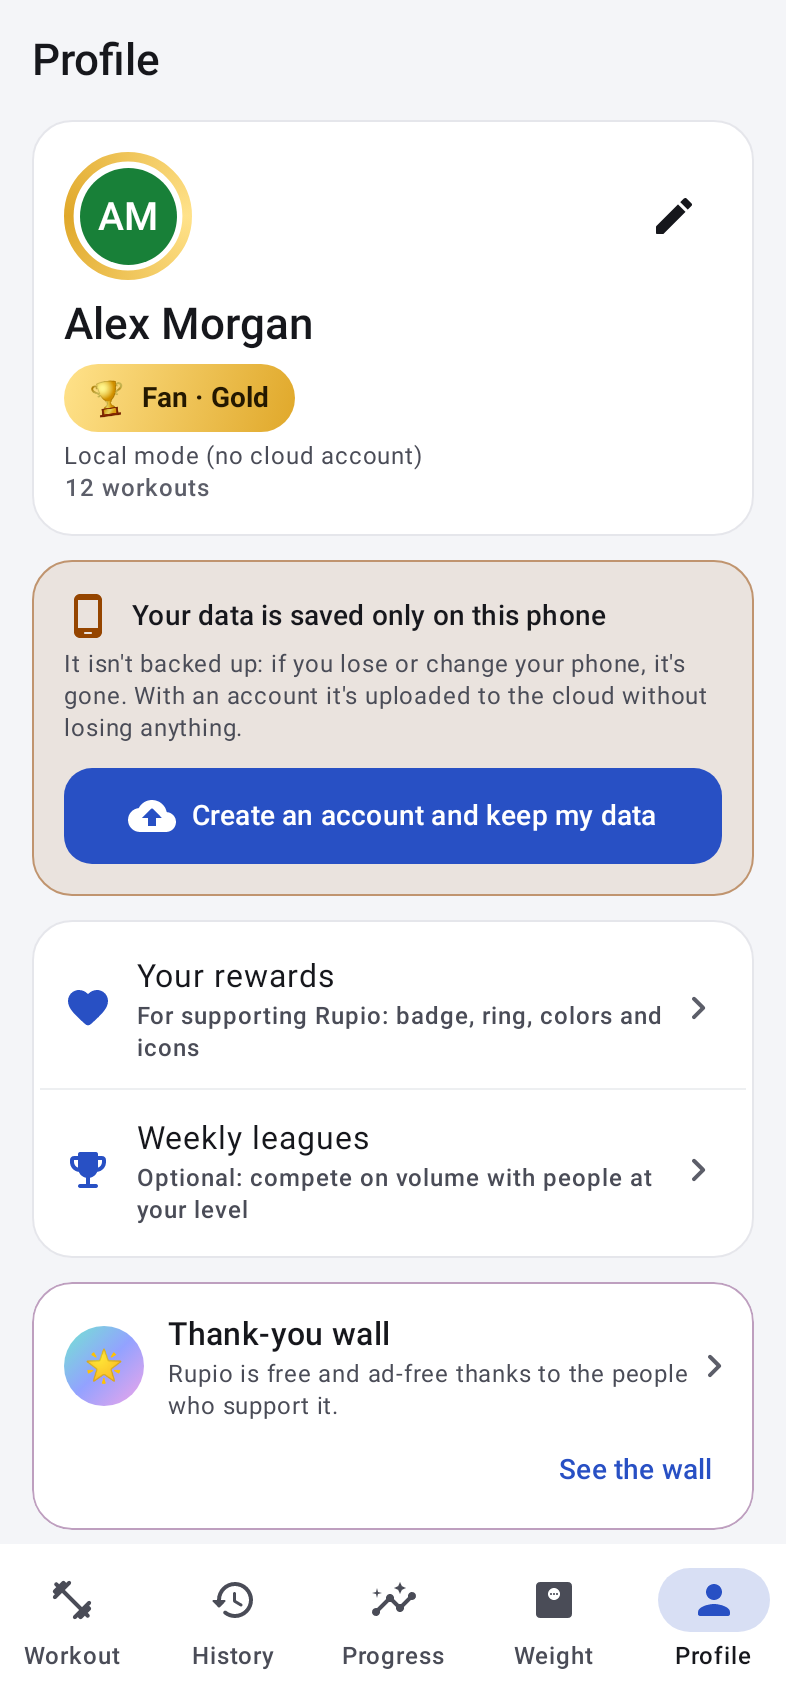 Profile
AM
Alex Morgan
Fan · Gold
Local mode (no cloud account)
12 workouts
Your data is saved only on this phone
It isn't backed up: if you lose or change your phone, it's
gone. With an account it's uploaded to the cloud without
losing anything.
Create an account and keep my data
Your rewards
For supporting Rupio: badge, ring, colors and
icons
Weekly leagues
Optional: compete on volume with people at
your level
Thank-you wall
Rupio is free and ad-free thanks to the people
who support it.
See the wall
Workout
History
Progress
Weight
Profile